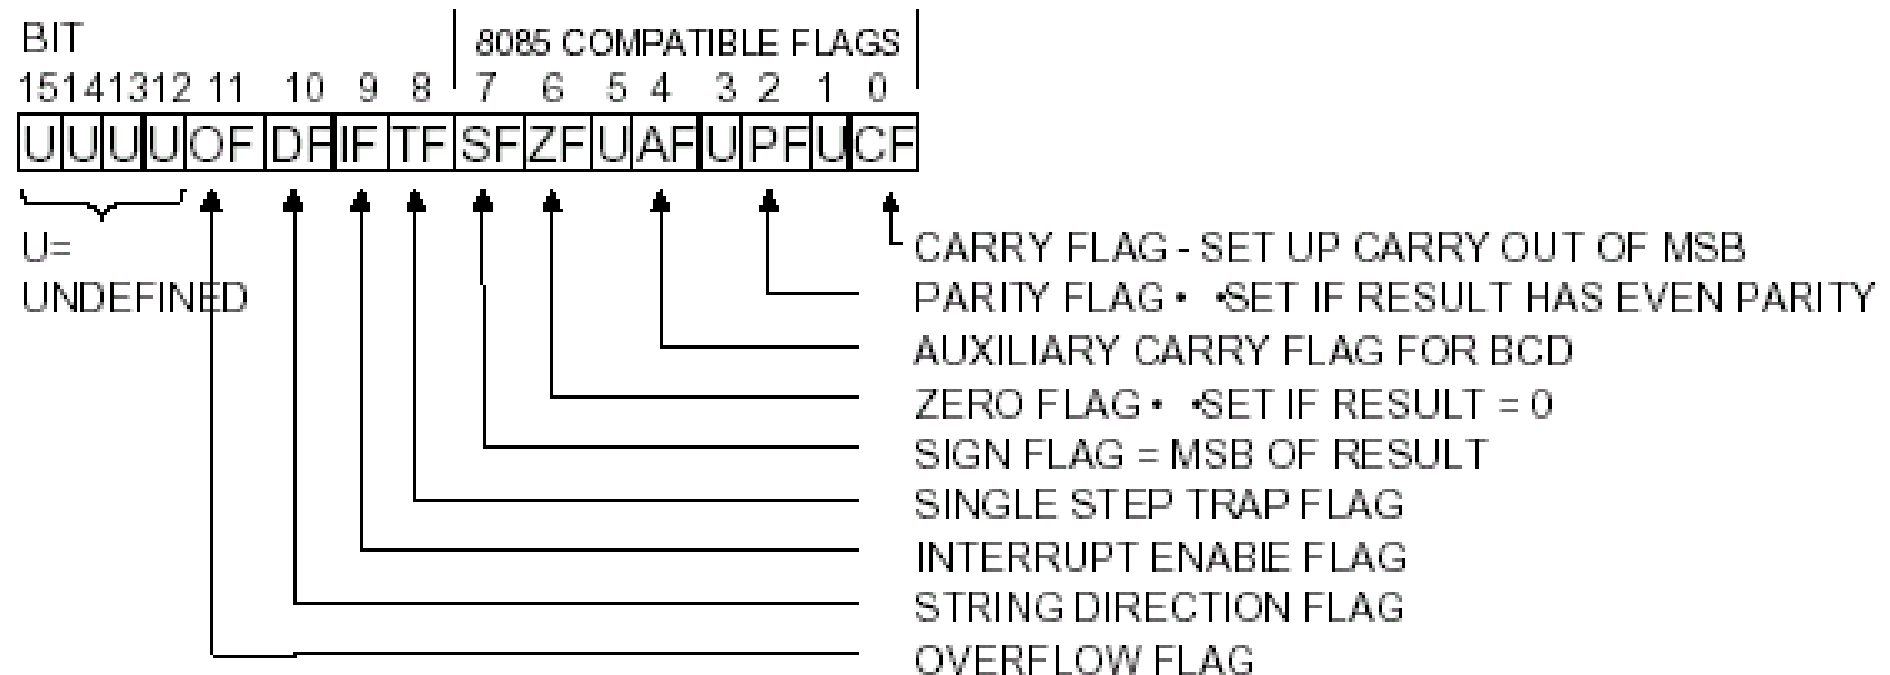 BIT
8085 COMPATIBLE FLAGS
15 14 13 12 11 10 9 8 7 6 5 4 3 2 1 0
U U U U OF DF IF TF SF ZF U AF U PF U CF
U=
UNDEFINED
CARRY FLAG - SET UP CARRY OUT OF MSB
PARITY FLAG • •SET IF RESULT HAS EVEN PARITY
AUXILIARY CARRY FLAG FOR BCD
ZERO FLAG • •SET IF RESULT = 0
SIGN FLAG = MSB OF RESULT
SINGLE STEP TRAP FLAG
INTERRUPT ENABLE FLAG
STRING DIRECTION FLAG
OVERFLOW FLAG